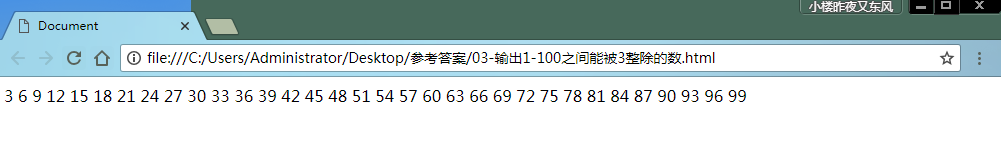 小楼昨夜又东风
Document
file:///C:/Users/Administrator/Desktop/参考答案/03-输出1-100之间能被3整除的数.html
3 6 9 12 15 18 21 24 27 30 33 36 39 42 45 48 51 54 57 60 63 66 69 72 75 78 81 84 87 90 93 96 99